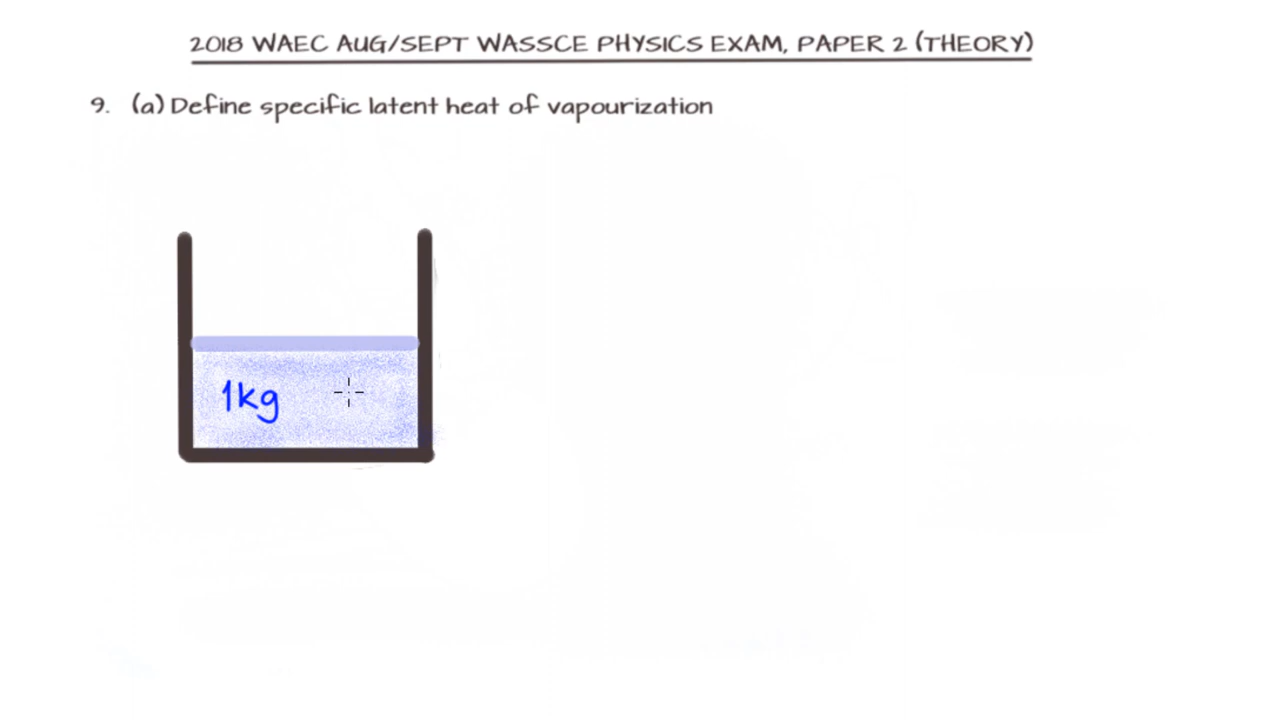 2018 WAEC AUG/SEPT WASSCE PHYSICS EXAM, PAPER 2 (THEORY)
9. (a) Define specific latent heat of vapourization
1kg